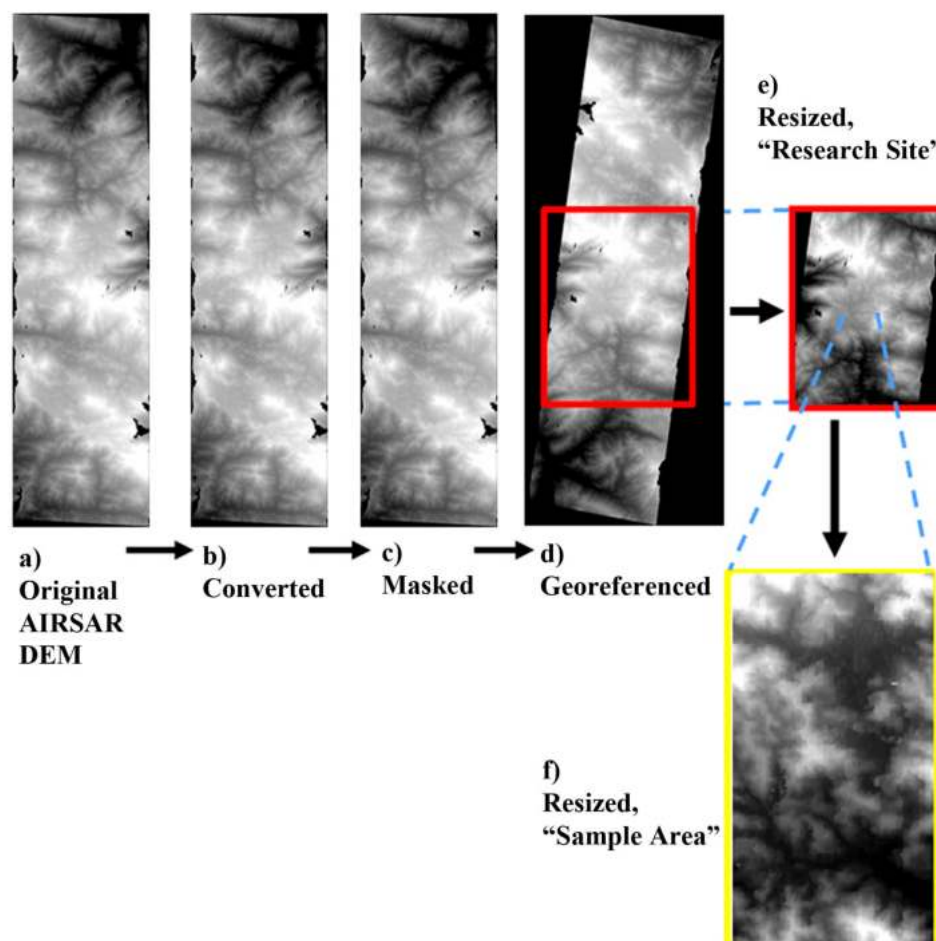 e)
Resized,
“Research Site”
a)
Original
AIRSAR
DEM
b)
Converted
c)
Masked
d)
Georeferenced
f)
Resized,
“Sample Area”